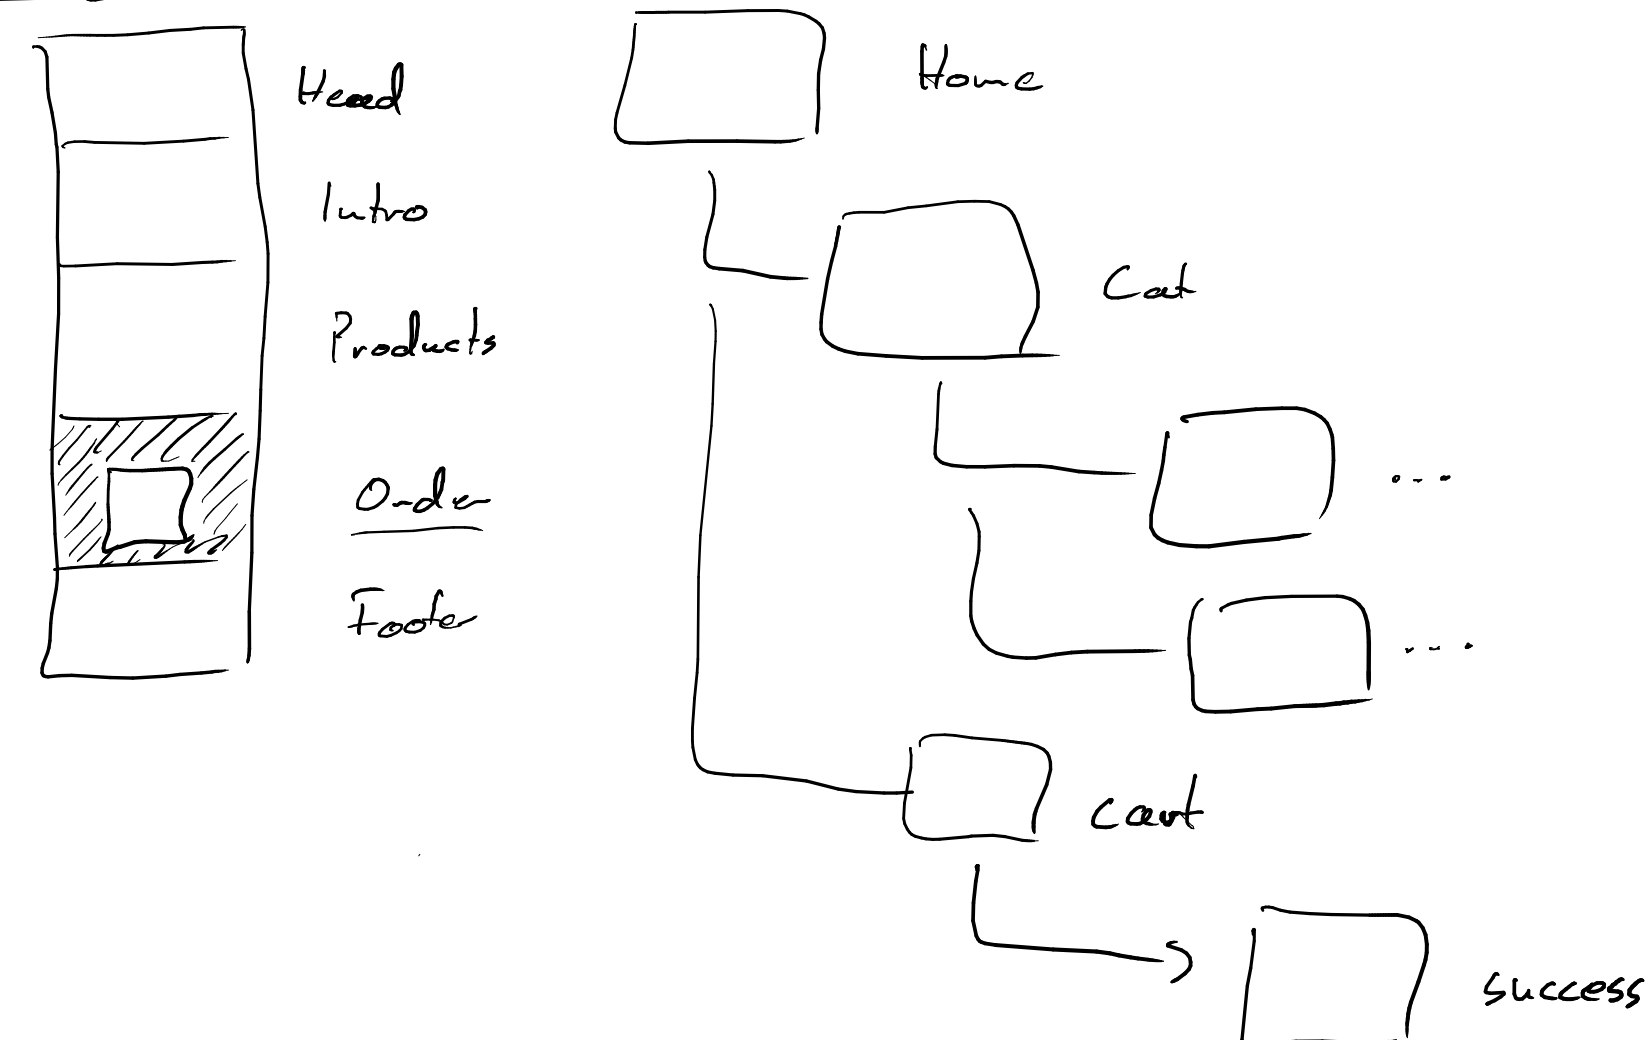 Head
Intro
Products
Order
Footer
Home
Cat
...
...
cart
success